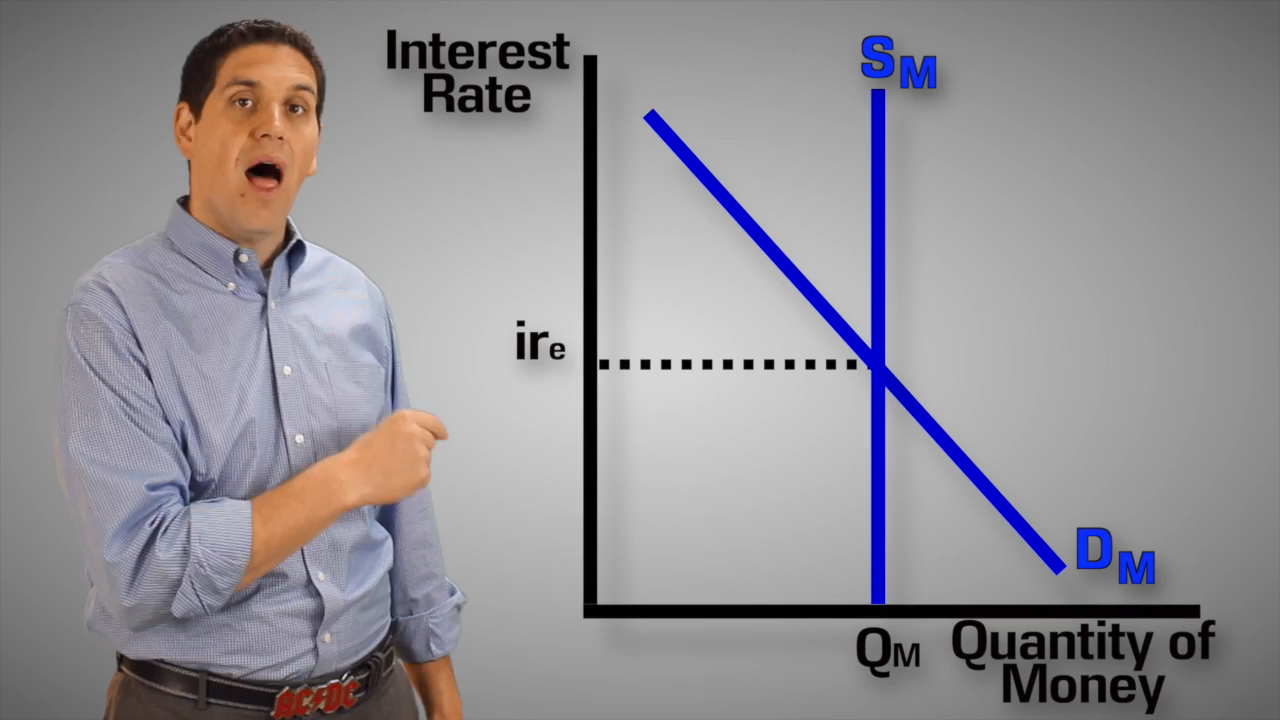 Interest
Rate
SM
ire
DM
QM
Quantity of
Money
AC/DC